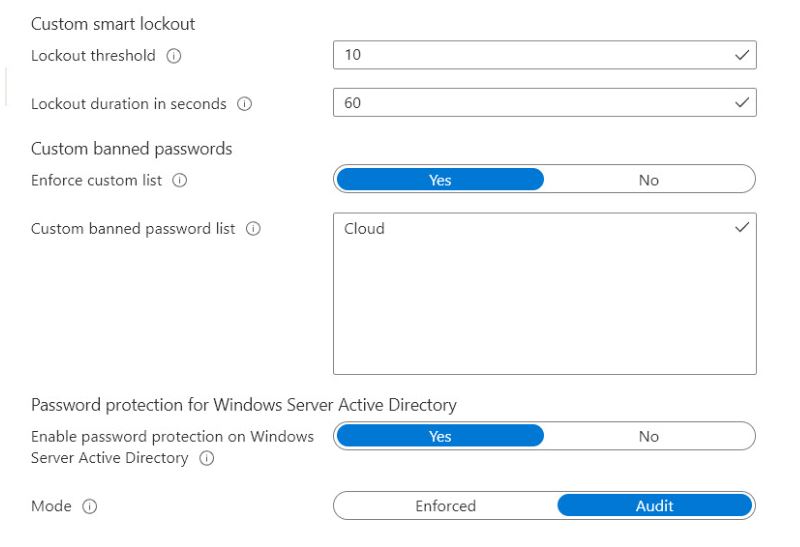 Custom smart lockout
Lockout threshold
10
Lockout duration in seconds
60
Custom banned passwords
Enforce custom list
Yes No
Custom banned password list
Cloud
Password protection for Windows Server Active Directory
Enable password protection on Windows
Server Active Directory
Yes No
Mode
Enforced Audit